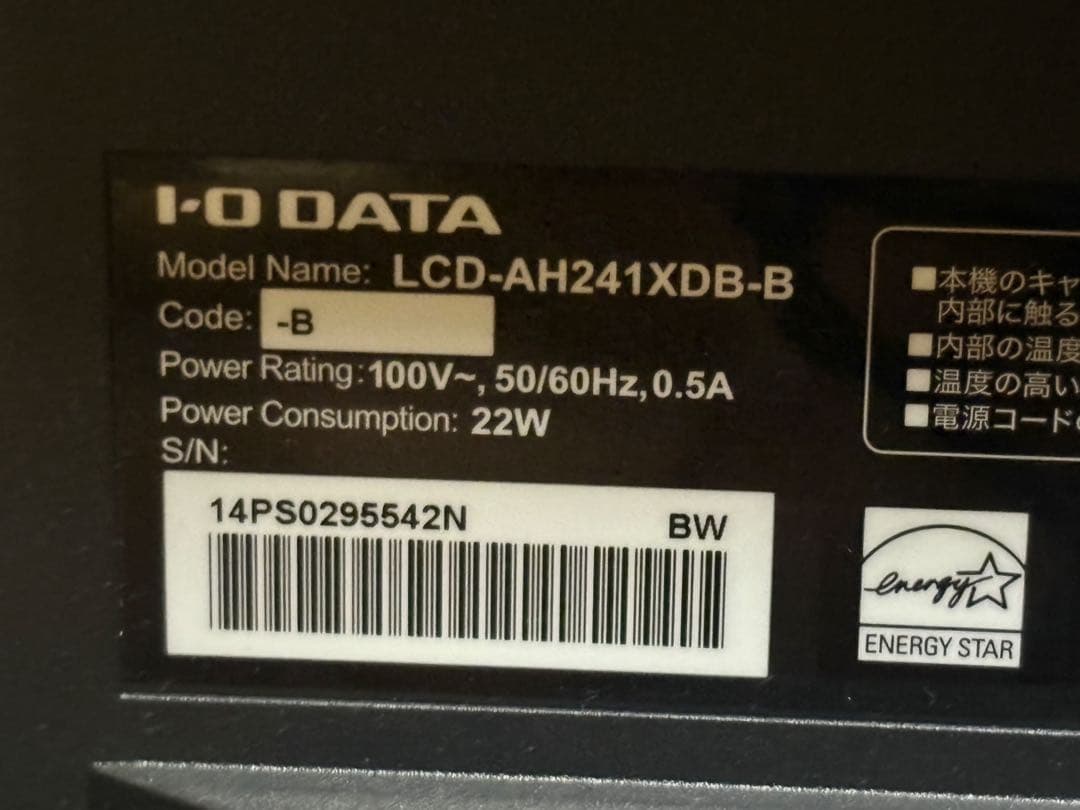 I-O DATA
Model Name: LCD-AH241XDB-B
Code: -B
Power Rating: 100V~, 50/60Hz, 0.5A
Power Consumption: 22W
S/N:
14PS0295542N BW
■本機のキャ
内部に触る
■内部の温度
■温度の高い
■電源コードの
energy
ENERGY STAR